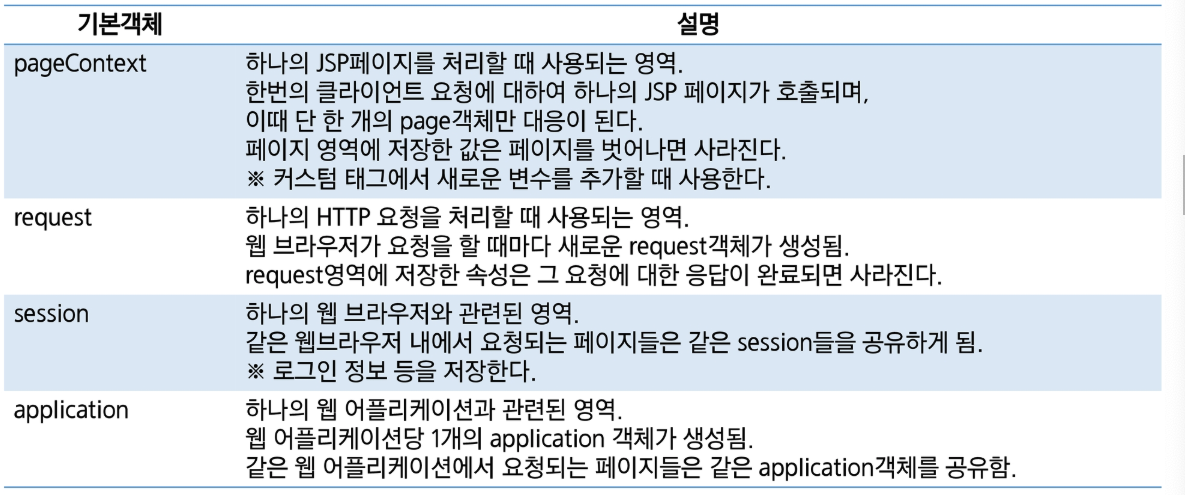 기본객체 설명
pageContext 하나의 JSP페이지를 처리할 때 사용되는 영역.
한번의 클라이언트 요청에 대하여 하나의 JSP 페이지가 호출되며,
이때 단 한 개의 page객체만 대응이 된다.
페이지 영역에 저장한 값은 페이지를 벗어나면 사라진다.
※ 커스텀 태그에서 새로운 변수를 추가할 때 사용한다.
request 하나의 HTTP 요청을 처리할 때 사용되는 영역.
웹 브라우저가 요청을 할 때마다 새로운 request객체가 생성됨.
request영역에 저장한 속성은 그 요청에 대한 응답이 완료되면 사라진다.
session 하나의 웹 브라우저와 관련된 영역.
같은 웹브라우저 내에서 요청되는 페이지들은 같은 session들을 공유하게 됨.
※ 로그인 정보 등을 저장한다.
application 하나의 웹 어플리케이션과 관련된 영역.
웹 어플리케이션당 1개의 application 객체가 생성됨.
같은 웹 어플리케이션에서 요청되는 페이지들은 같은 application객체를 공유함.